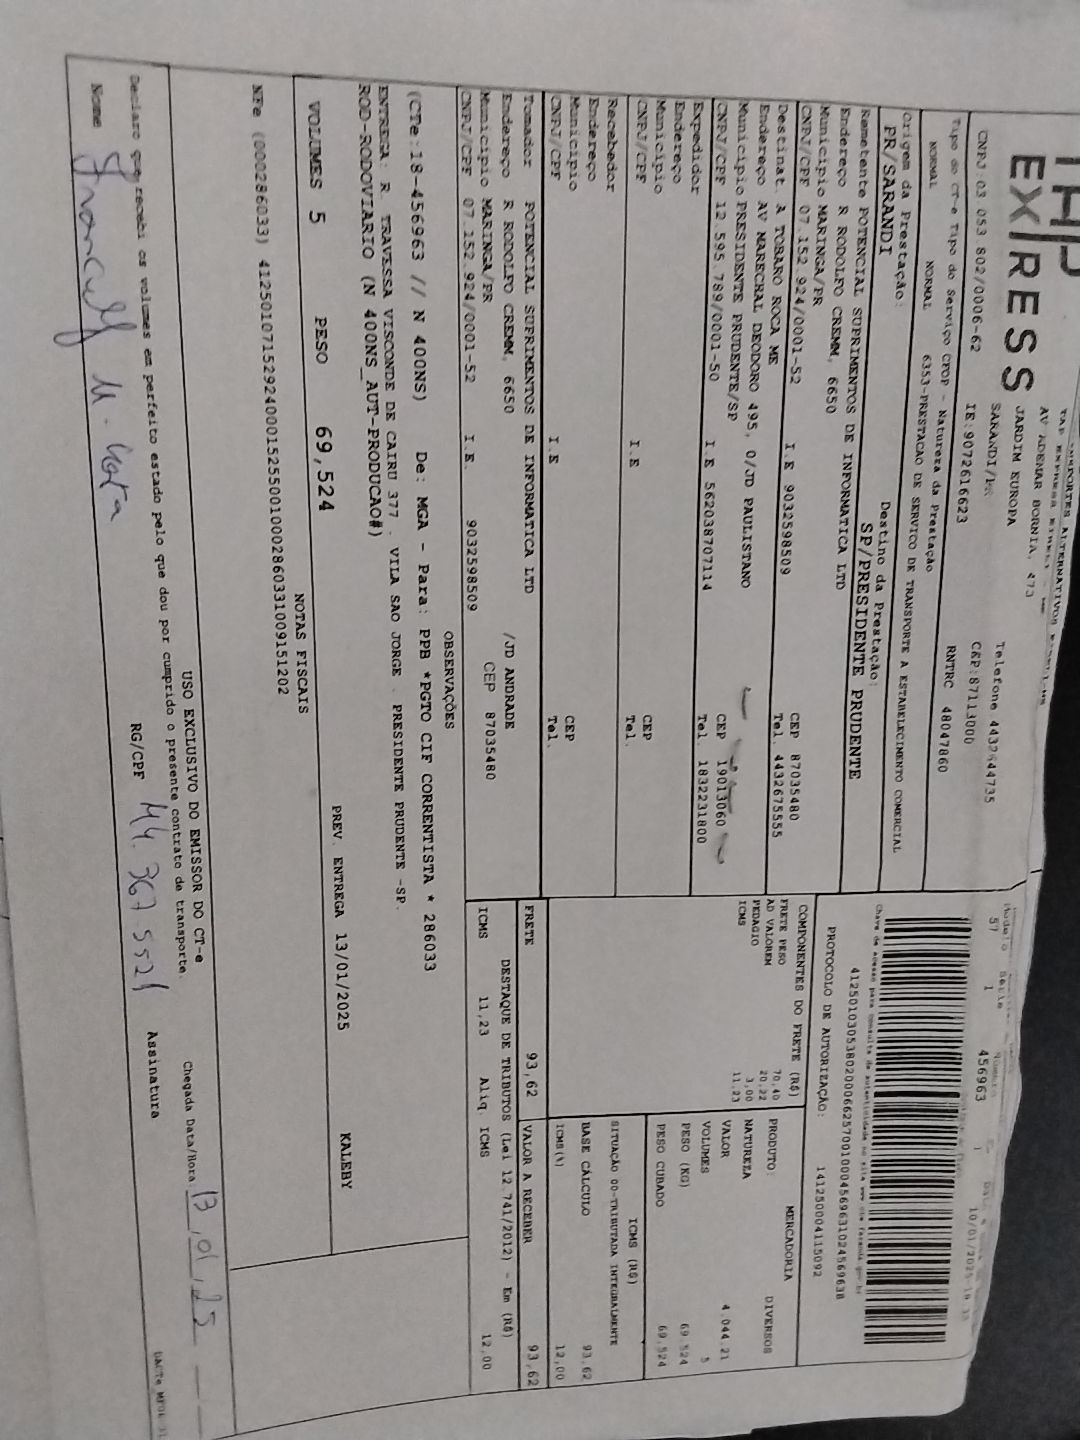 EX/RESS
AV ADEMAR BORNIA, 473
JARDIM EUROPA
SARANDI/PR
CEP:87113000
CNPJ:03 053 802/0006-62
IE:9072616623
Modelo Serie
57 1 456963
Tipo do CT-e Tipo do Serviço CFOP - Natureza da Prestação
RNTRC 48047860
NORMAL NORMAL 6353-PRESTACAO DE SERVICO DE TRANSPORTE A ESTABELECIMENTO COMERCIAL
Origem da Prestação: Destino da Prestação:
PR/SARANDI SP/PRESIDENTE PRUDENTE
41250103053802000662570010004569631024569638
PROTOCOLO DE AUTORIZAÇÃO: 141250004115092
Remetente POTENCIAL SUPRIMENTOS DE INFORMATICA LTD
Endereço R RODOLFO CREMM, 6650
Município MARINGA/PR CEP 87035480
CNPJ/CPF 07.152.924/0001-52 I.E 9032598509 Tel. 4432675555
Destinat. A TOBARO ROCA ME
Endereço AV MARECHAL DEODORO 495, 0/JD PAULISTANO
Município PRESIDENTE PRUDENTE/SP CEP 19013060
CNPJ/CPF 12.595.789/0001-50 I.E 562038707114 Tel. 1832231800
Expedidor
Endereço
Município CEP
CNPJ/CPF I.E Tel.
Recebedor
Endereço
Município CEP
CNPJ/CPF I.E Tel.
Tomador POTENCIAL SUPRIMENTOS DE INFORMATICA LTD
Endereço R RODOLFO CREMM, 6650 /JD ANDRADE
Município MARINGA/PR CEP 87035480
CNPJ/CPF 07.152.924/0001-52 I.E. 9032598509
COMPONENTES DO FRETE (R$)
FRETE PESO 70,40
AD VALOREM 20,22
PEDAGIO 3,00
ICMS 11,23
MERCADORIA
PRODUTO: DIVERSOS
NATUREZA
VALOR 4.044.21
VOLUMES 5
PESO (KG) 69.524
PESO CUBADO 69,524
ICMS (R$)
SITUAÇÃO 00-TRIBUTADA INTEGRALMENTE
BASE CÁLCULO 93,62
ICMS(%) 12,00
FRETE 93,62 VALOR A RECEBER 93,62
DESTAQUE DE TRIBUTOS (Lei 12.741/2012) - Em (R$)
ICMS 11,23 Aliq. ICMS 12,00
OBSERVAÇÕES
(CTe:18-456963 // N 400NS) De: MGA - Para: PPB *PGTO CIF CORRENTISTA * 286033
ENTREGA: R. TRAVESSA VISCONDE DE CAIRU 377 . VILA SAO JORGE . PRESIDENTE PRUDENTE -SP.
ROD-RODOVIARIO (N 400NS_AUT-PRODUCAO#)
VOLUMES 5 PESO 69,524 PREV. ENTREGA 13/01/2025 KALEBY
NOTAS FISCAIS
NFe (000286033) 41250107152924000152550010002860331009151202
USO EXCLUSIVO DO EMISSOR DO CT-e
Declaro que recebi os volumes em perfeito estado pelo que dou por cumprido o presente contrato de transporte.
Chegada Data/Hora: 13,01,25
Nome RG/CPF 44.367 5521 Assinatura